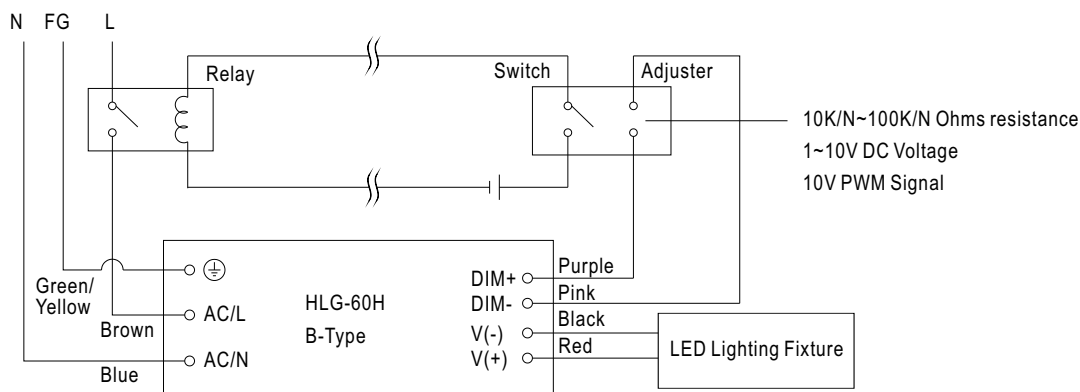 N FG L
Relay
Switch
Adjuster
10K/N~100K/N Ohms resistance
1~10V DC Voltage
10V PWM Signal
Green/
Yellow
Brown
Blue
AC/L
AC/N
HLG-60H
B-Type
DIM+
DIM-
V(-)
V(+)
Purple
Pink
Black
Red
LED Lighting Fixture